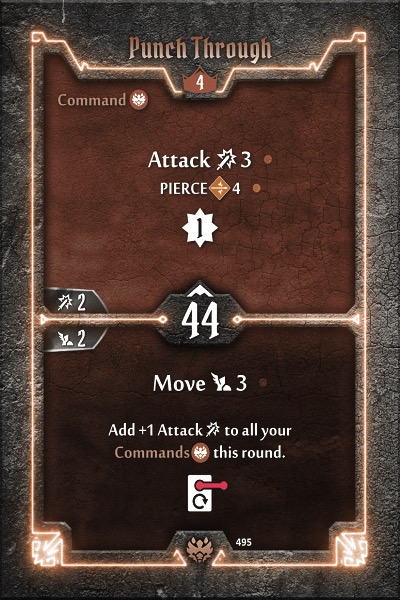 Punch Through
4
Command
Attack 3
PIERCE 4
1
2
44
2
Move 3
Add +1 Attack to all your
Commands this round.
495